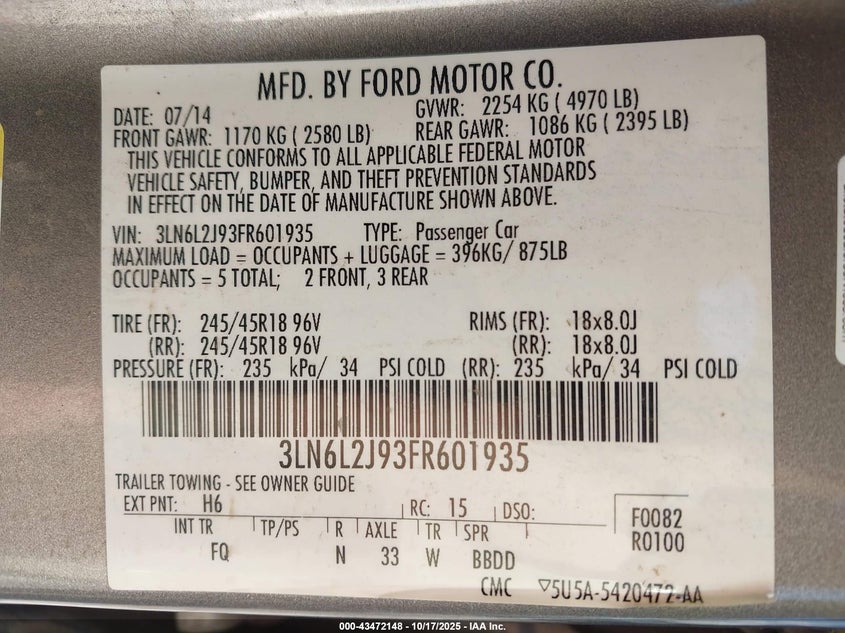 MFD. BY FORD MOTOR CO.
DATE: 07/14 GVWR: 2254 KG ( 4970 LB)
FRONT GAWR: 1170 KG ( 2580 LB) REAR GAWR: 1086 KG ( 2395 LB)
THIS VEHICLE CONFORMS TO ALL APPLICABLE FEDERAL MOTOR
VEHICLE SAFETY, BUMPER, AND THEFT PREVENTION STANDARDS
IN EFFECT ON THE DATE OF MANUFACTURE SHOWN ABOVE.
VIN: 3LN6L2J93FR601935 TYPE: Passenger Car
MAXIMUM LOAD = OCCUPANTS + LUGGAGE = 396KG/ 875LB
OCCUPANTS = 5 TOTAL; 2 FRONT, 3 REAR
TIRE (FR): 245/45R18 96V RIMS (FR): 18x8.0J
(RR): 245/45R18 96V (RR): 18x8.0J
PRESSURE (FR): 235 kPa/ 34 PSI COLD (RR): 235 kPa/ 34 PSI COLD
3LN6L2J93FR601935
TRAILER TOWING - SEE OWNER GUIDE
EXT PNT: H6 RC: 15 DSO: F0082
INT TR TP/PS R AXLE TR SPR R0100
FQ N 33 W BBDD
CMC ▽5U5A-5420472-AA
000-43472148 - 10/17/2025 - IAA Inc.